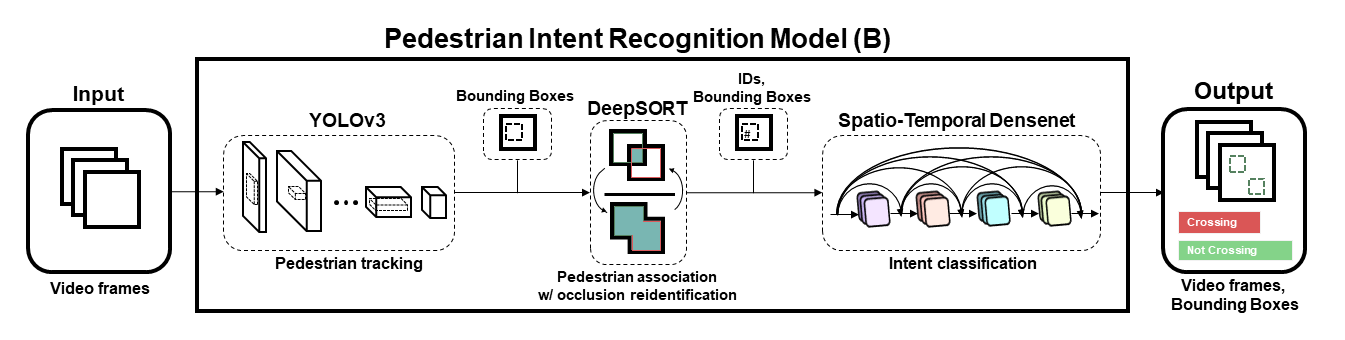 Pedestrian Intent Recognition Model (B)
Input
Video frames
YOLOv3
Pedestrian tracking
Bounding Boxes
DeepSORT
Pedestrian association
w/ occlusion reidentification
IDs,
Bounding Boxes
#
Spatio-Temporal Densenet
Intent classification
Output
Crossing
Not Crossing
Video frames,
Bounding Boxes